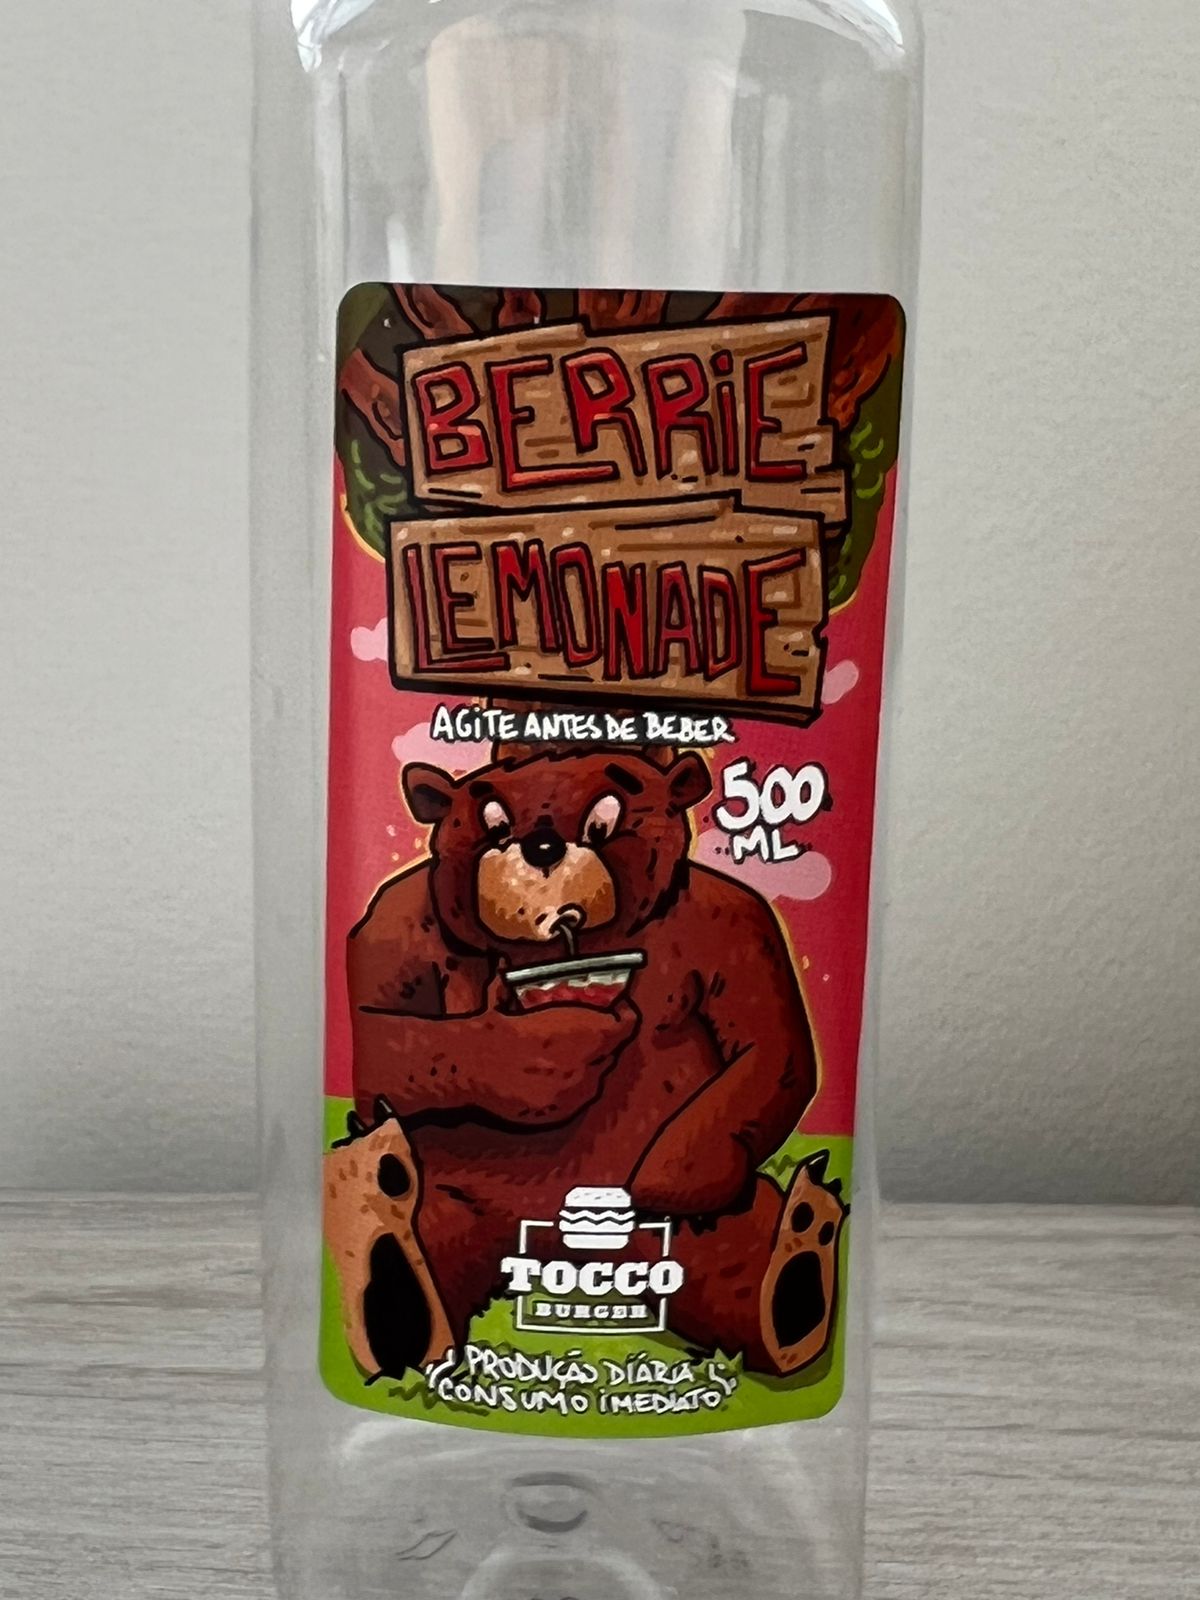 BERRiE
LEMONADE
AGiTE ANTES DE BEBER
500
ML
TOCCO
BURGER
PRODUÇÃO DIÁRIA
CONSUMO iMEDIATO